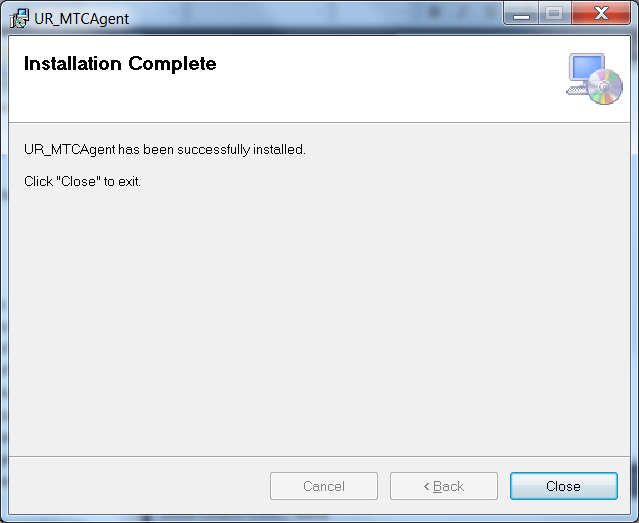 UR_MTCAgent
Installation Complete
UR_MTCAgent has been successfully installed.
Click "Close" to exit.
Cancel
< Back
Close